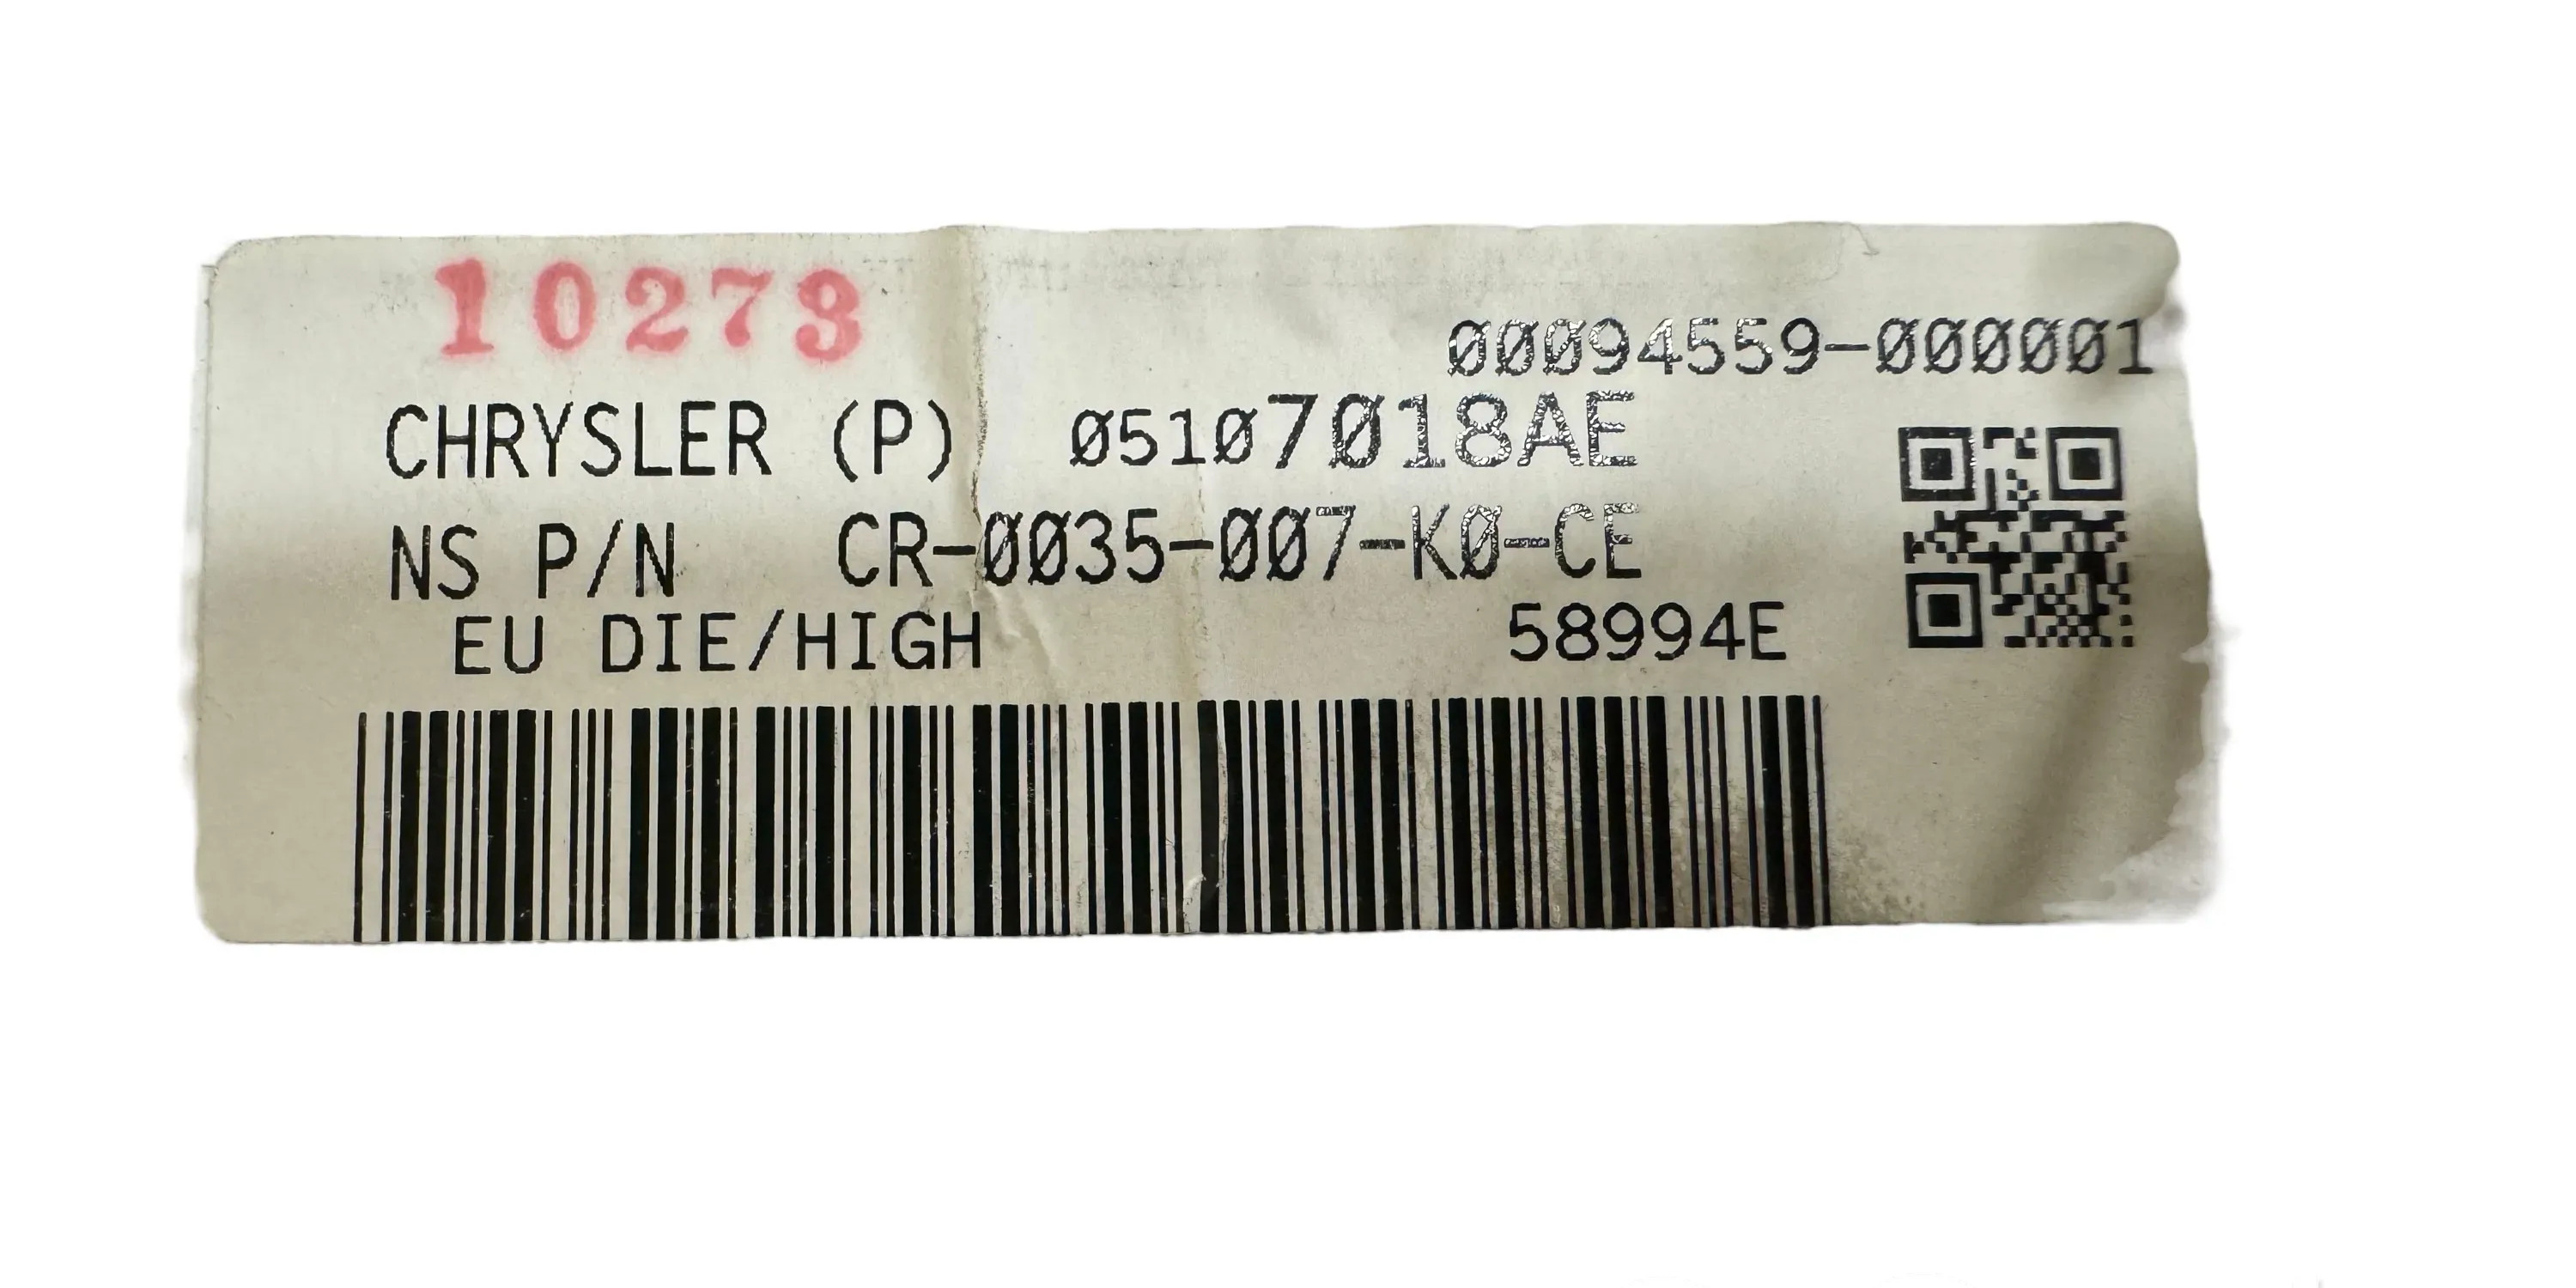 10273
00094559-000001
CHRYSLER (P) 05107018AE
NS P/N CR-0035-007-K0-CE
EU DIE/HIGH 58994E